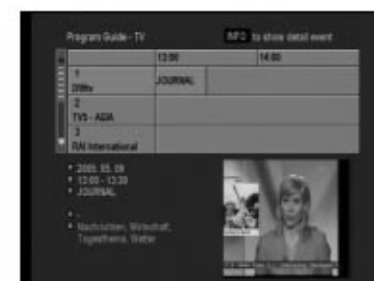 Program Guide - TV
INFO to show detail event
13:00 14:00
1
JOURNAL
2
TV5 - ASIA
3
RAI International
2005. 05. 09
13:00 - 13:30
JOURNAL
-
Nachrichten, Wirtschaft,
Tagesthema, Wetter